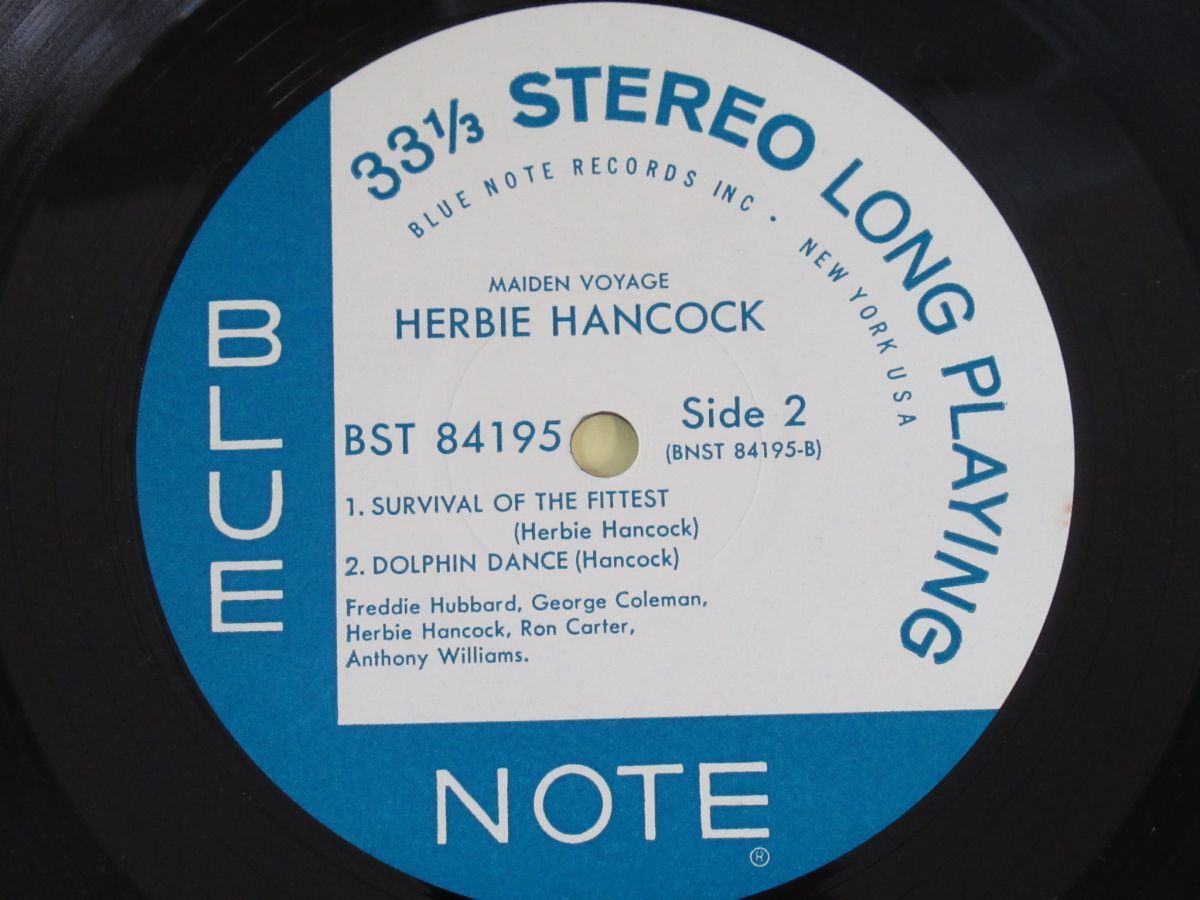 33⅓ STEREO LONG PLAYING
BLUE NOTE RECORDS INC • NEW YORK USA
MAIDEN VOYAGE
HERBIE HANCOCK
BST 84195
Side 2
(BNST 84195-B)
1. SURVIVAL OF THE FITTEST
(Herbie Hancock)
2. DOLPHIN DANCE (Hancock)
Freddie Hubbard, George Coleman,
Herbie Hancock, Ron Carter,
Anthony Williams.
BLUE
NOTE
®